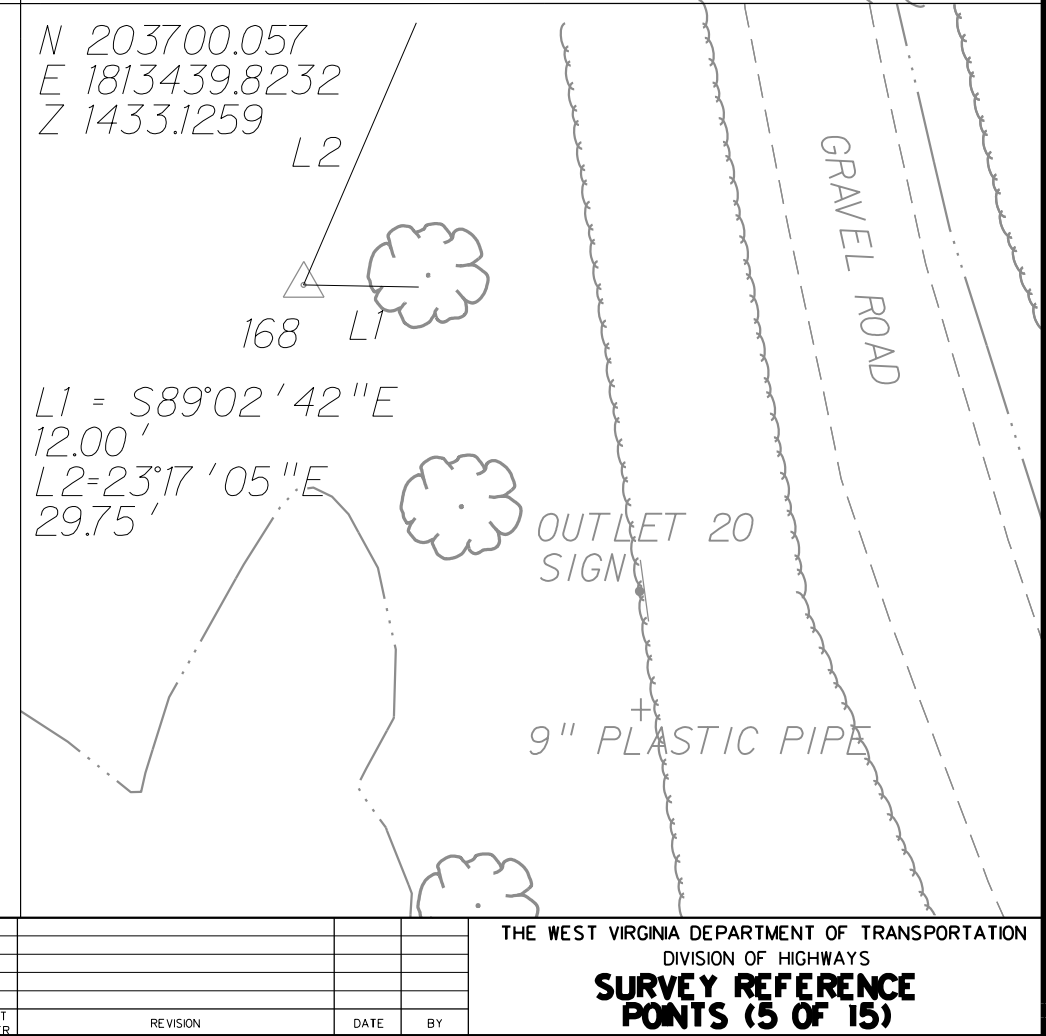 N 203700.057
E 1813439.8232
Z 1433.1259
L2
GRAVEL ROAD
168
L1
L1 = S89°02'42"E
12.00'
L2=23°17'05"E
29.75'
OUTLET 20
SIGN
9" PLASTIC PIPE
THE WEST VIRGINIA DEPARTMENT OF TRANSPORTATION
DIVISION OF HIGHWAYS
SURVEY REFERENCE
POINTS (5 OF 15)
REVISION
DATE
BY